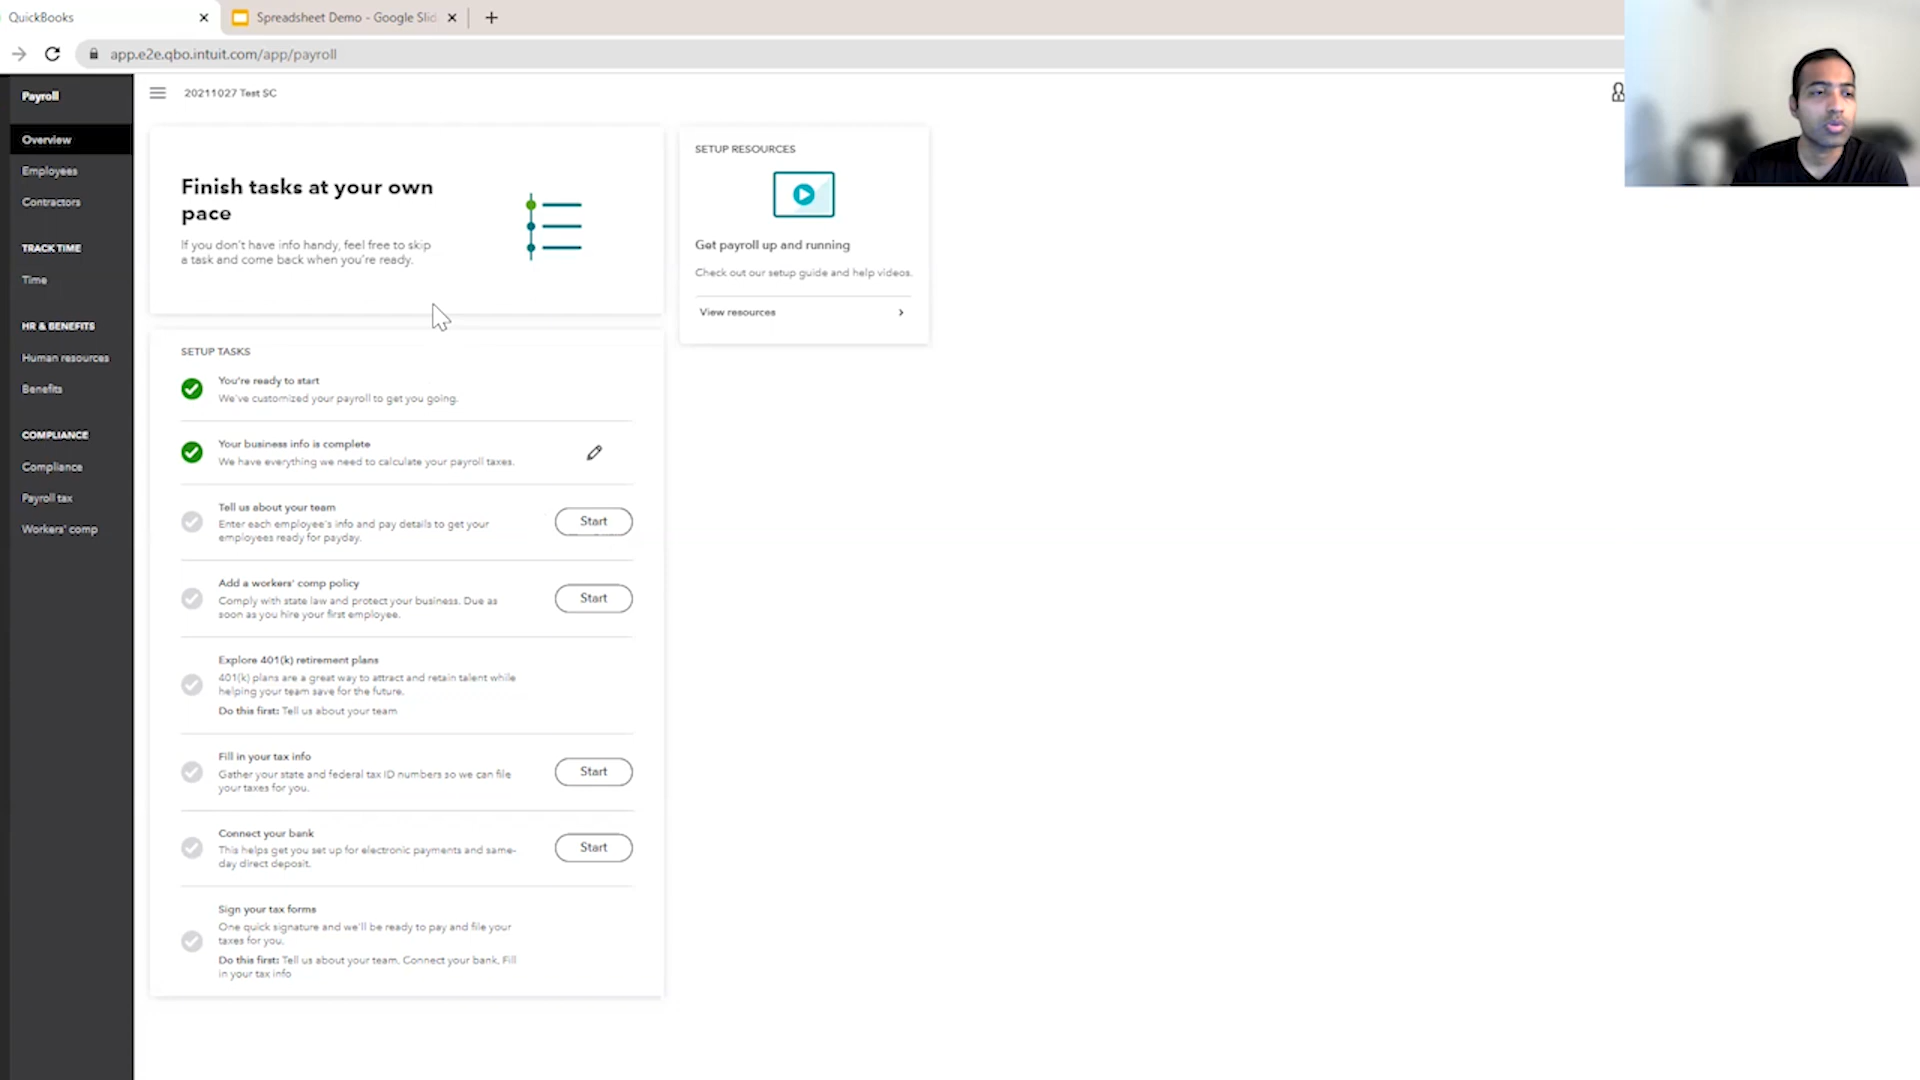 QuickBooks
Spreadsheet Demo - Google Slid
app.e2e.qbo.intuit.com/app/payroll
Payroll
Overview
Employees
Contractors
TRACK TIME
Time
HR & BENEFITS
Human resources
Benefits
COMPLIANCE
Compliance
Payroll tax
Workers' comp
20211027 Test SC
Finish tasks at your own
pace
If you don't have info handy, feel free to skip
a task and come back when you're ready.
SETUP TASKS
You're ready to start
We've customized your payroll to get you going.
Your business info is complete
We have everything we need to calculate your payroll taxes.
Tell us about your team
Enter each employee's info and pay details to get your
employees ready for payday.
Start
Add a workers' comp policy
Comply with state law and protect your business. Due as
soon as you hire your first employee.
Start
Explore 401(k) retirement plans
401(k) plans are a great way to attract and retain talent while
helping your team save for the future.
Do this first: Tell us about your team
Fill in your tax info
Gather your state and federal tax ID numbers so we can file
your taxes for you.
Start
Connect your bank
This helps get you set up for electronic payments and same-
day direct deposit.
Start
Sign your tax forms
One quick signature and we'll be ready to pay and file your
taxes for you.
Do this first: Tell us about your team, Connect your bank, Fill
in your tax info
SETUP RESOURCES
Get payroll up and running
Check out our setup guide and help videos.
View resources